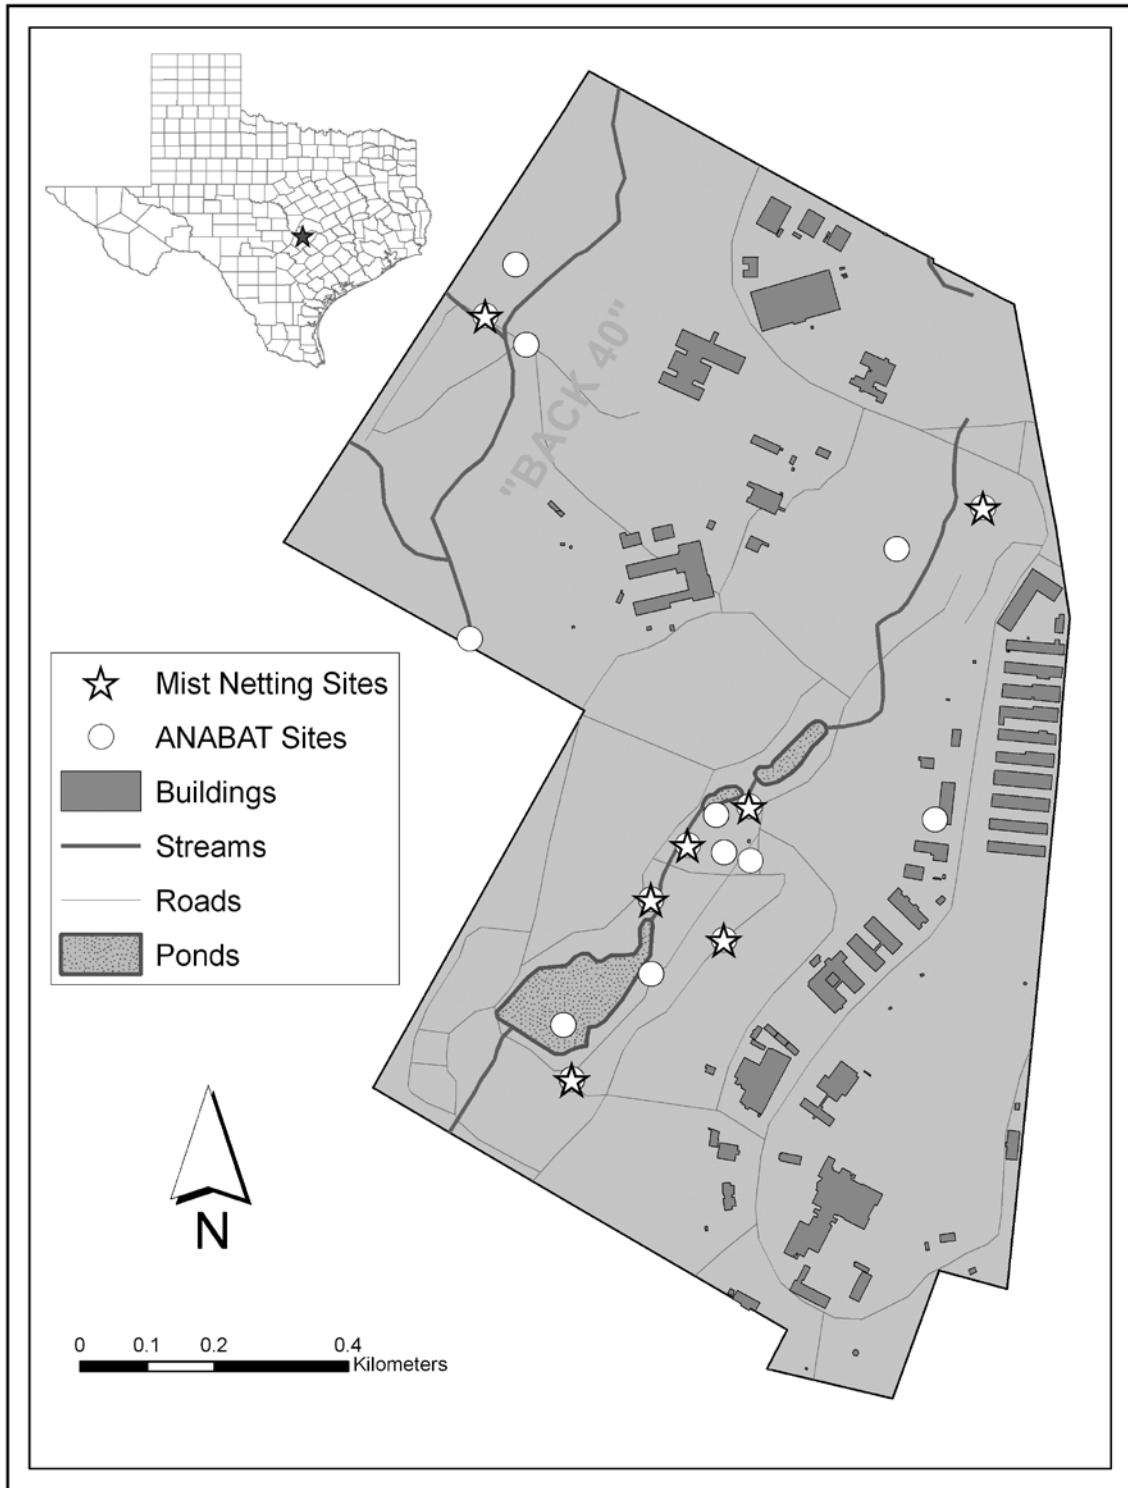 "BACK 40"
Mist Netting Sites
ANABAT Sites
Buildings
Streams
Roads
Ponds
N
0 0.1 0.2 0.4
Kilometers